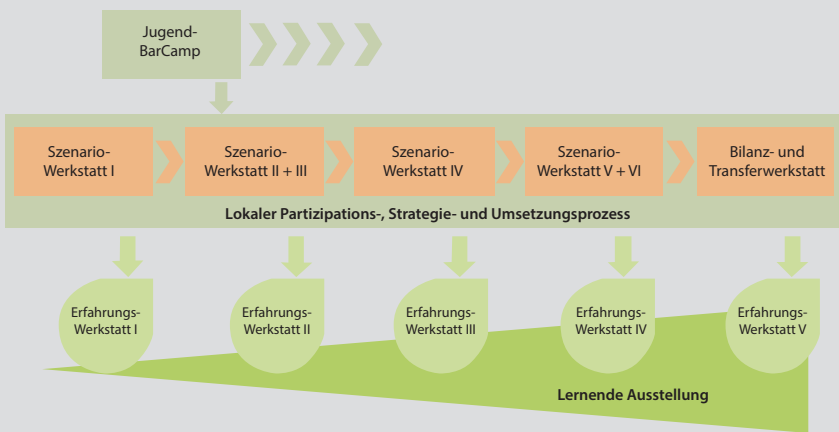 Jugend-
BarCamp
Szenario-
Werkstatt I
Szenario-
Werkstatt II + III
Szenario-
Werkstatt IV
Szenario-
Werkstatt V + VI
Bilanz- und
Transferwerkstatt
Lokaler Partizipations-, Strategie- und Umsetzungsprozess
Erfahrungs-
Werkstatt I
Erfahrungs-
Werkstatt II
Erfahrungs-
Werkstatt III
Erfahrungs-
Werkstatt IV
Erfahrungs-
Werkstatt V
Lernende Ausstellung